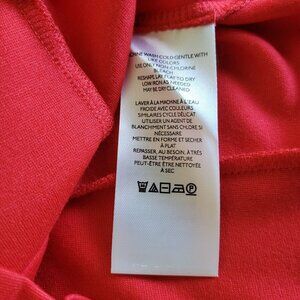 MACHINE WASH COLD-GENTLE WITH
LIKE COLORS
USE ONLY NON-CHLORINE
BLEACH
RESHAPE LAY FLAT TO DRY
LOW IRON AS NEEDED
MAY BE DRY CLEANED
LAVER À LA MACHINE À L'EAU
FROIDE AVEC COULEURS
SIMILAIRES CYCLE DÉLICAT
UTILISER UN AGENT DE
BLANCHIMENT SANS CHLORE SI
NÉCESSAIRE
METTRE EN FORME ET SÉCHER
À PLAT
REPASSER, AU BESOIN, À TRÈS
BASSE TEMPÉRATURE
PEUT-ÊTRE ÊTRE NETTOYÉ
À SEC